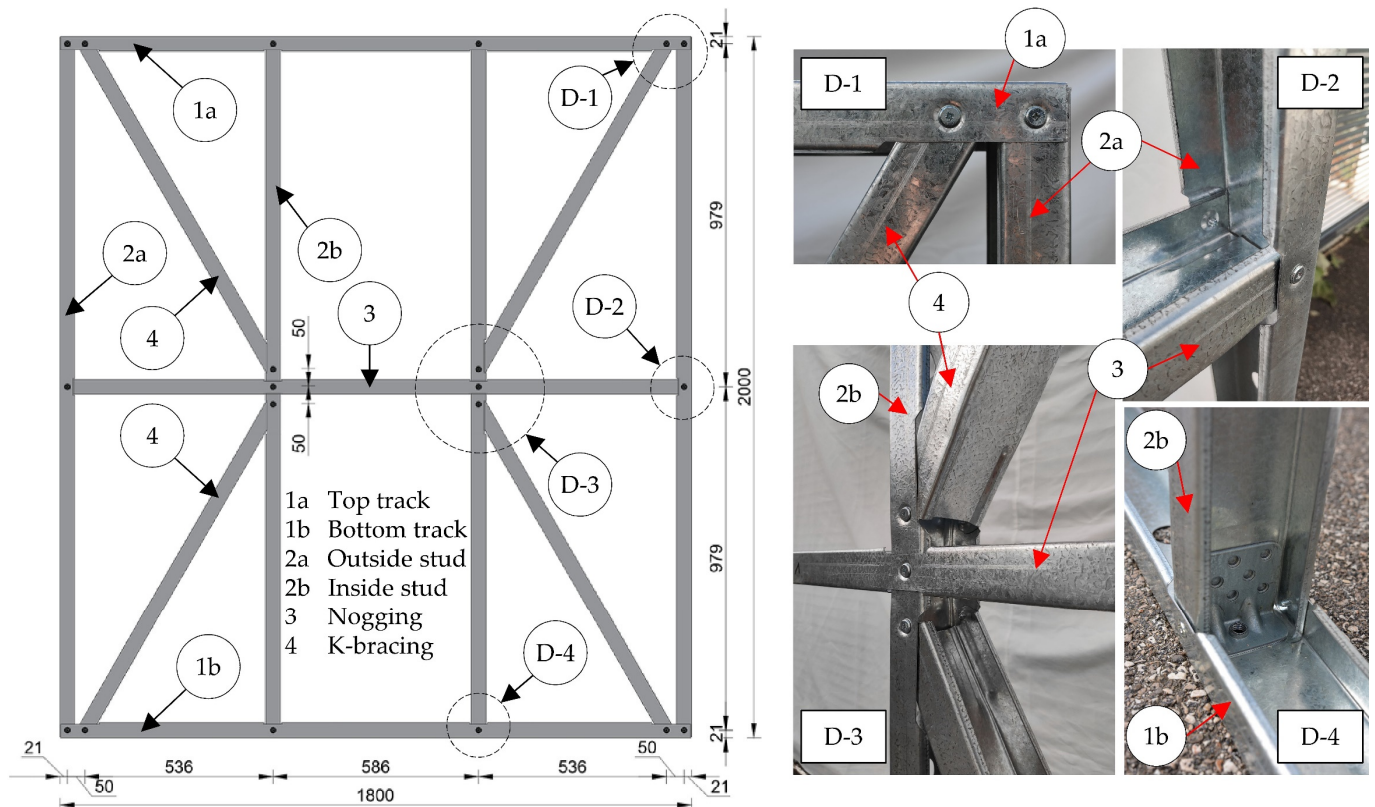 21
1a
D-1
1a
2a
2b
979
D-2
50
3
4
2000
50
4
D-3
1a Top track
1b Bottom track
2a Outside stud
2b Inside stud
3 Nogging
4 K-bracing
979
1b
D-4
21
21
50
536
586
536
50
21
1800
D-1
1a
D-2
2a
4
2b
3
D-3
2b
1b
D-4